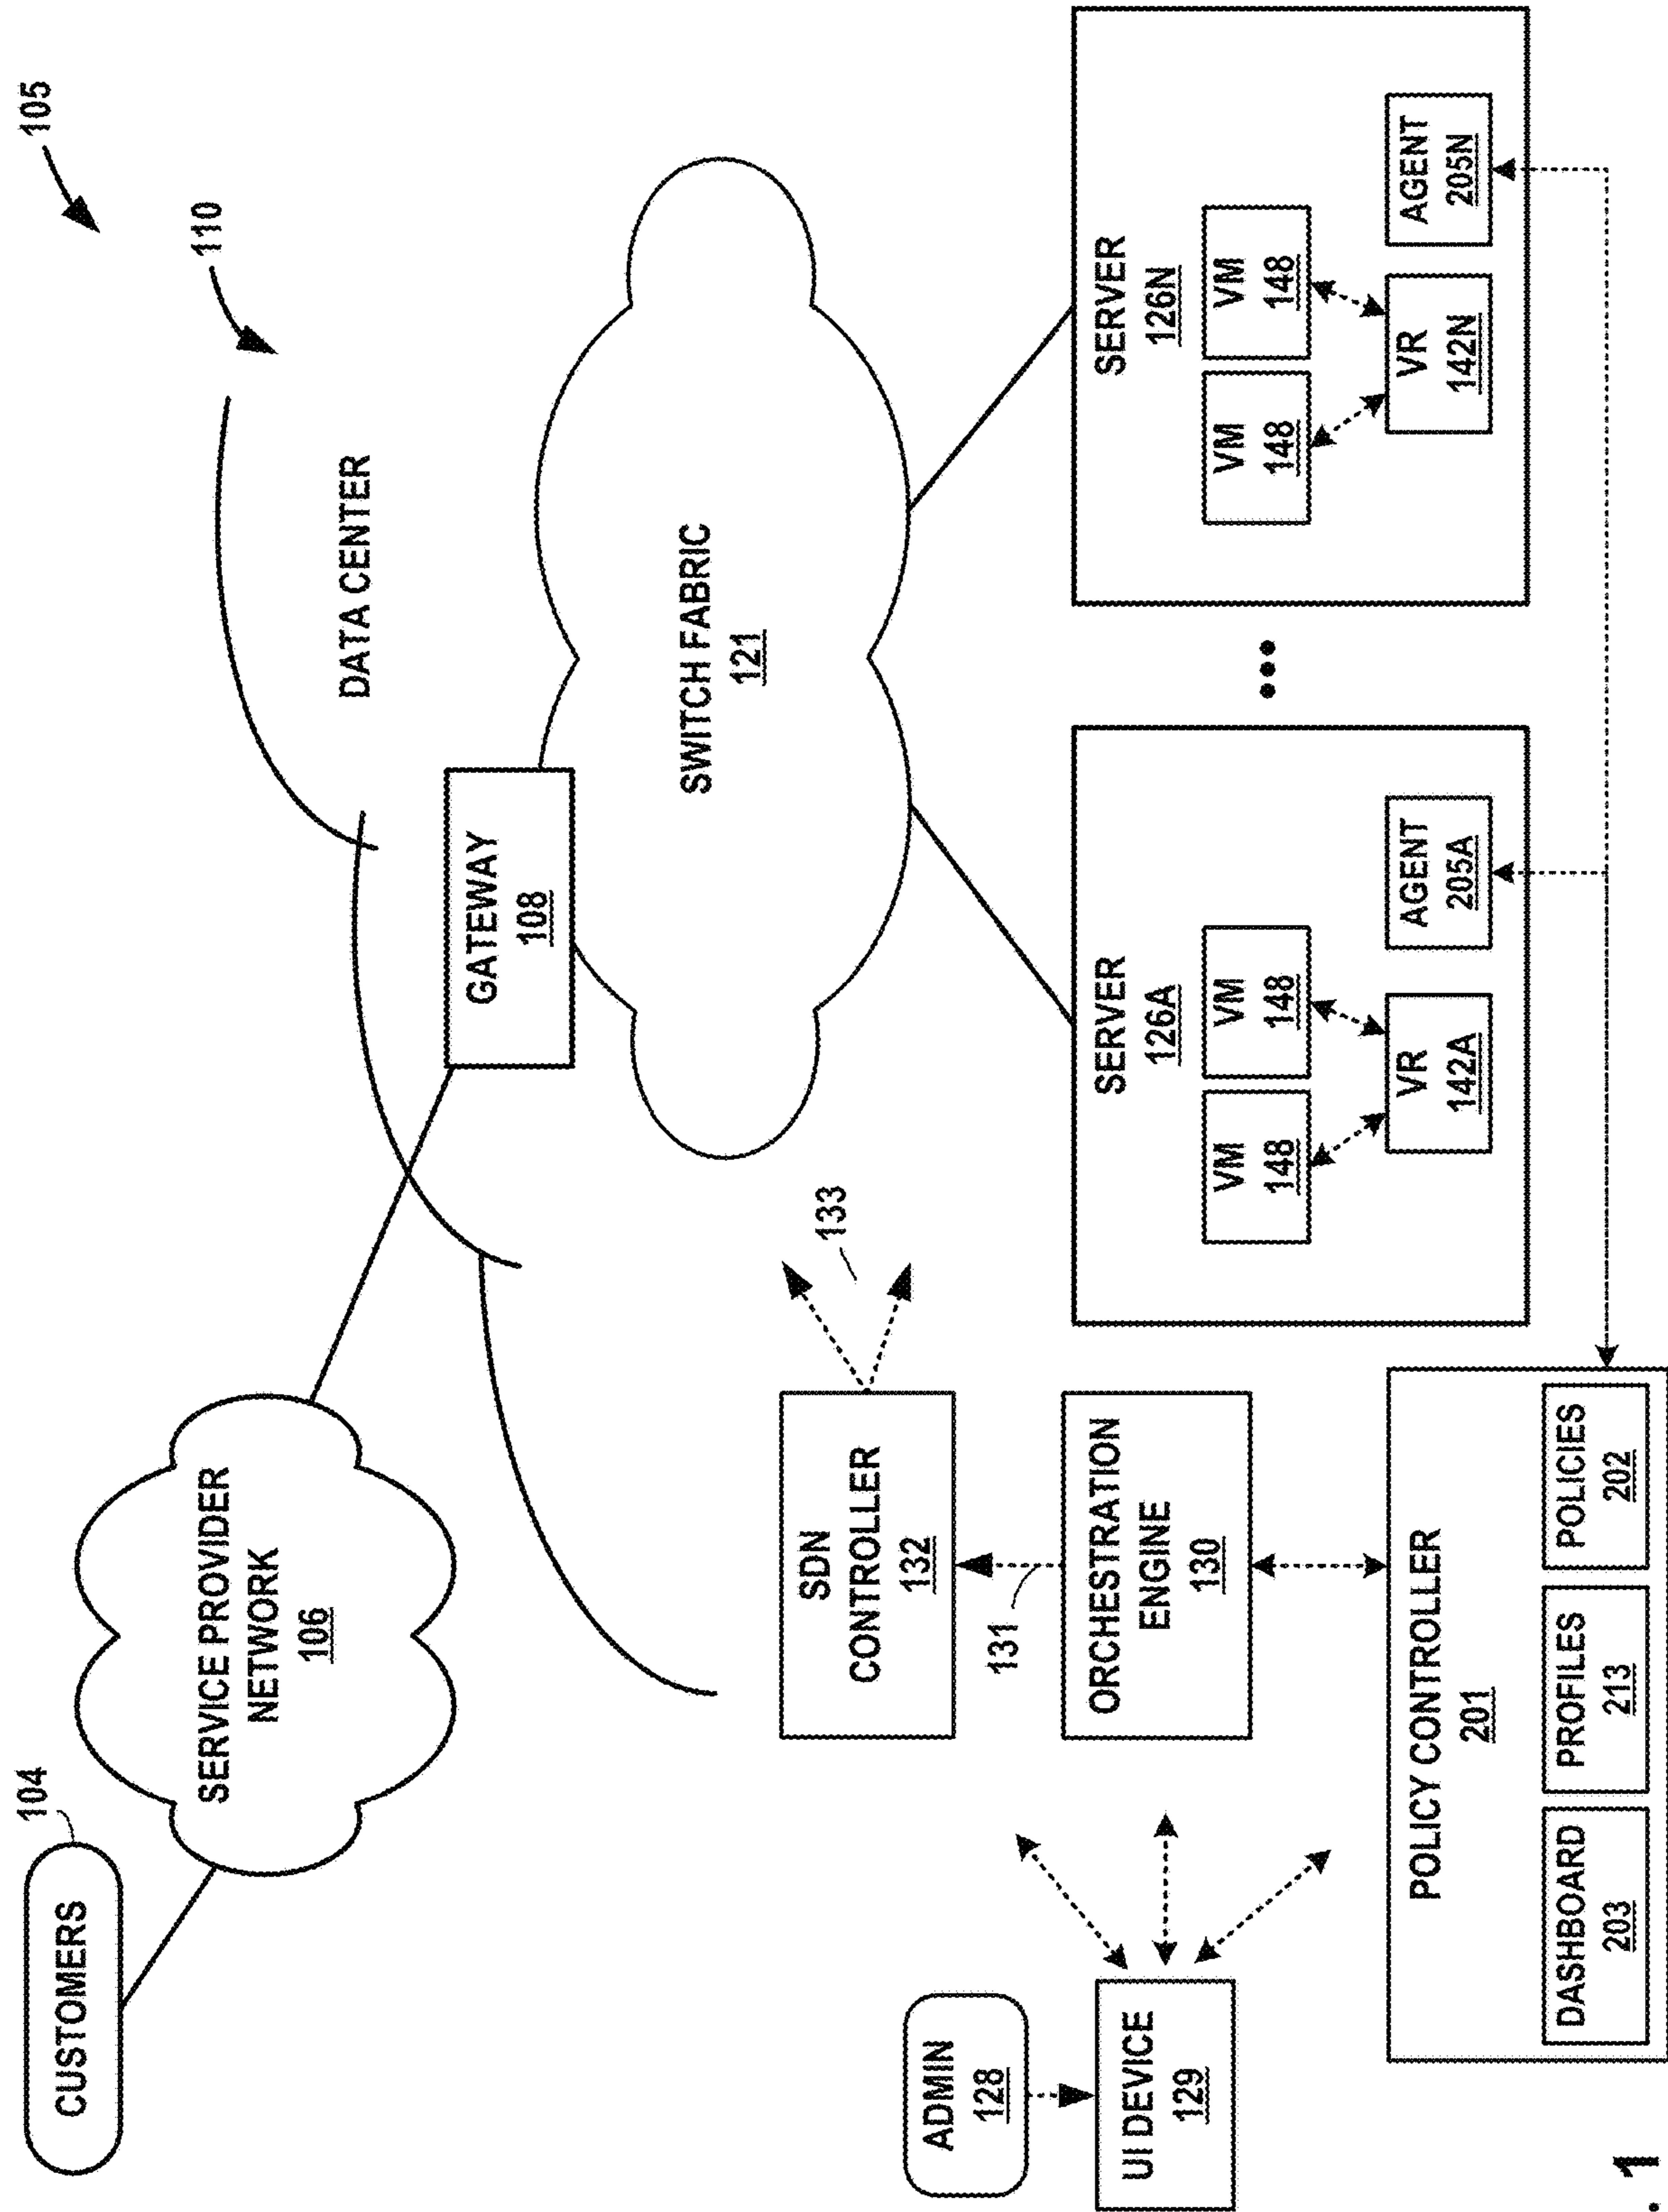 105
110
CUSTOMERS
104
SERVICE PROVIDER
NETWORK
106
DATA CENTER
GATEWAY
108
SWITCH FABRIC
121
SDN
CONTROLLER
132
133
131
ORCHESTRATION
ENGINE
130
ADMIN
128
UI DEVICE
129
SERVER
126A
VM
148
VM
148
VR
142A
AGENT
205A
•••
SERVER
126N
VM
148
VM
148
VR
142N
AGENT
205N
POLICY CONTROLLER
201
DASHBOARD
203
PROFILES
213
POLICIES
202
. 1